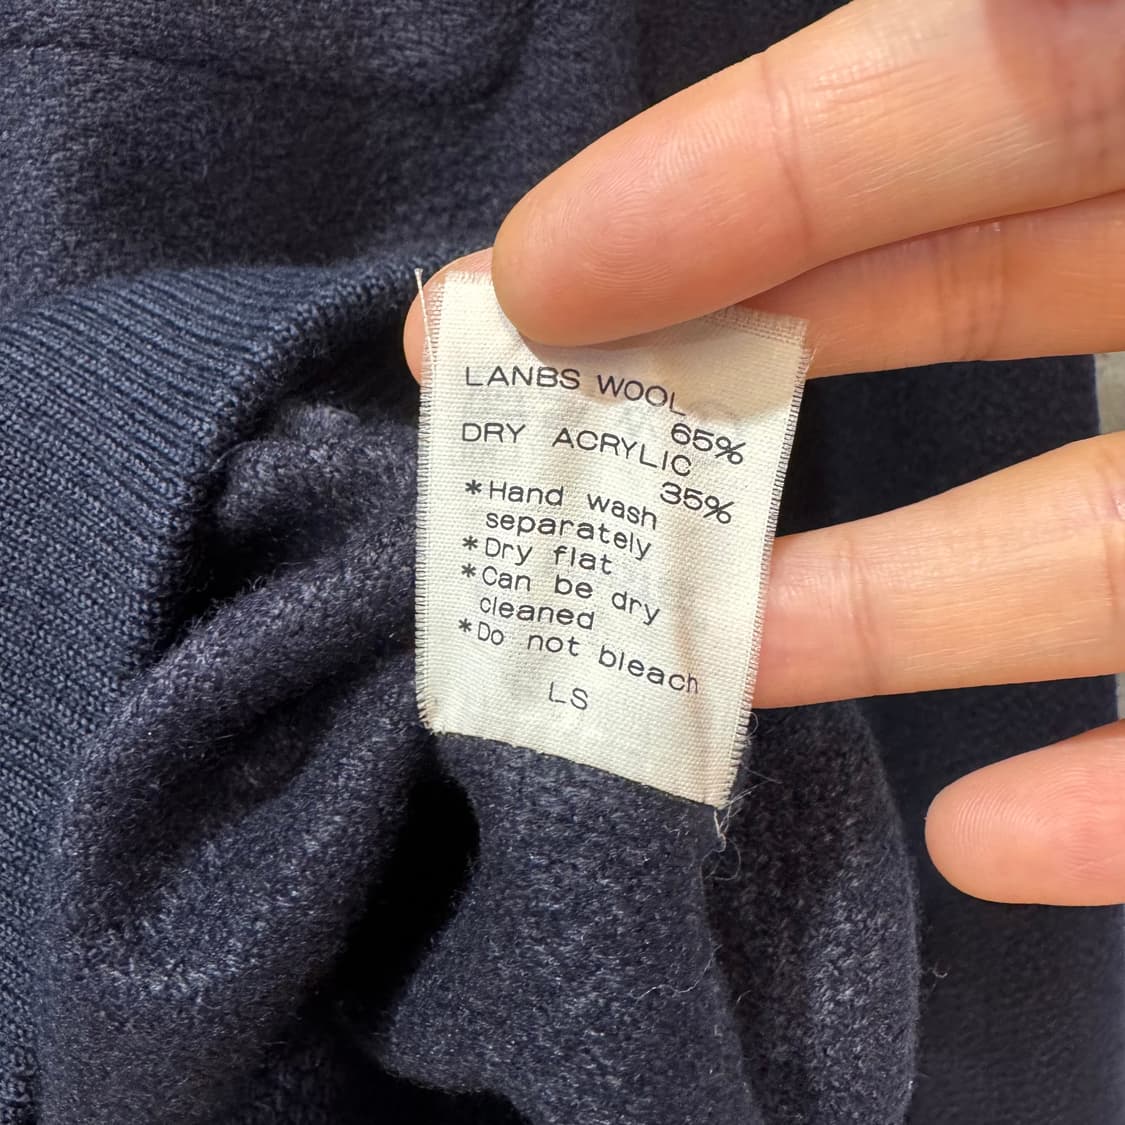 LANBS WOOL
65%
DRY ACRYLIC
35%
*Hand wash
separately
*Dry flat
*Can be dry
cleaned
*Do not bleach
LS